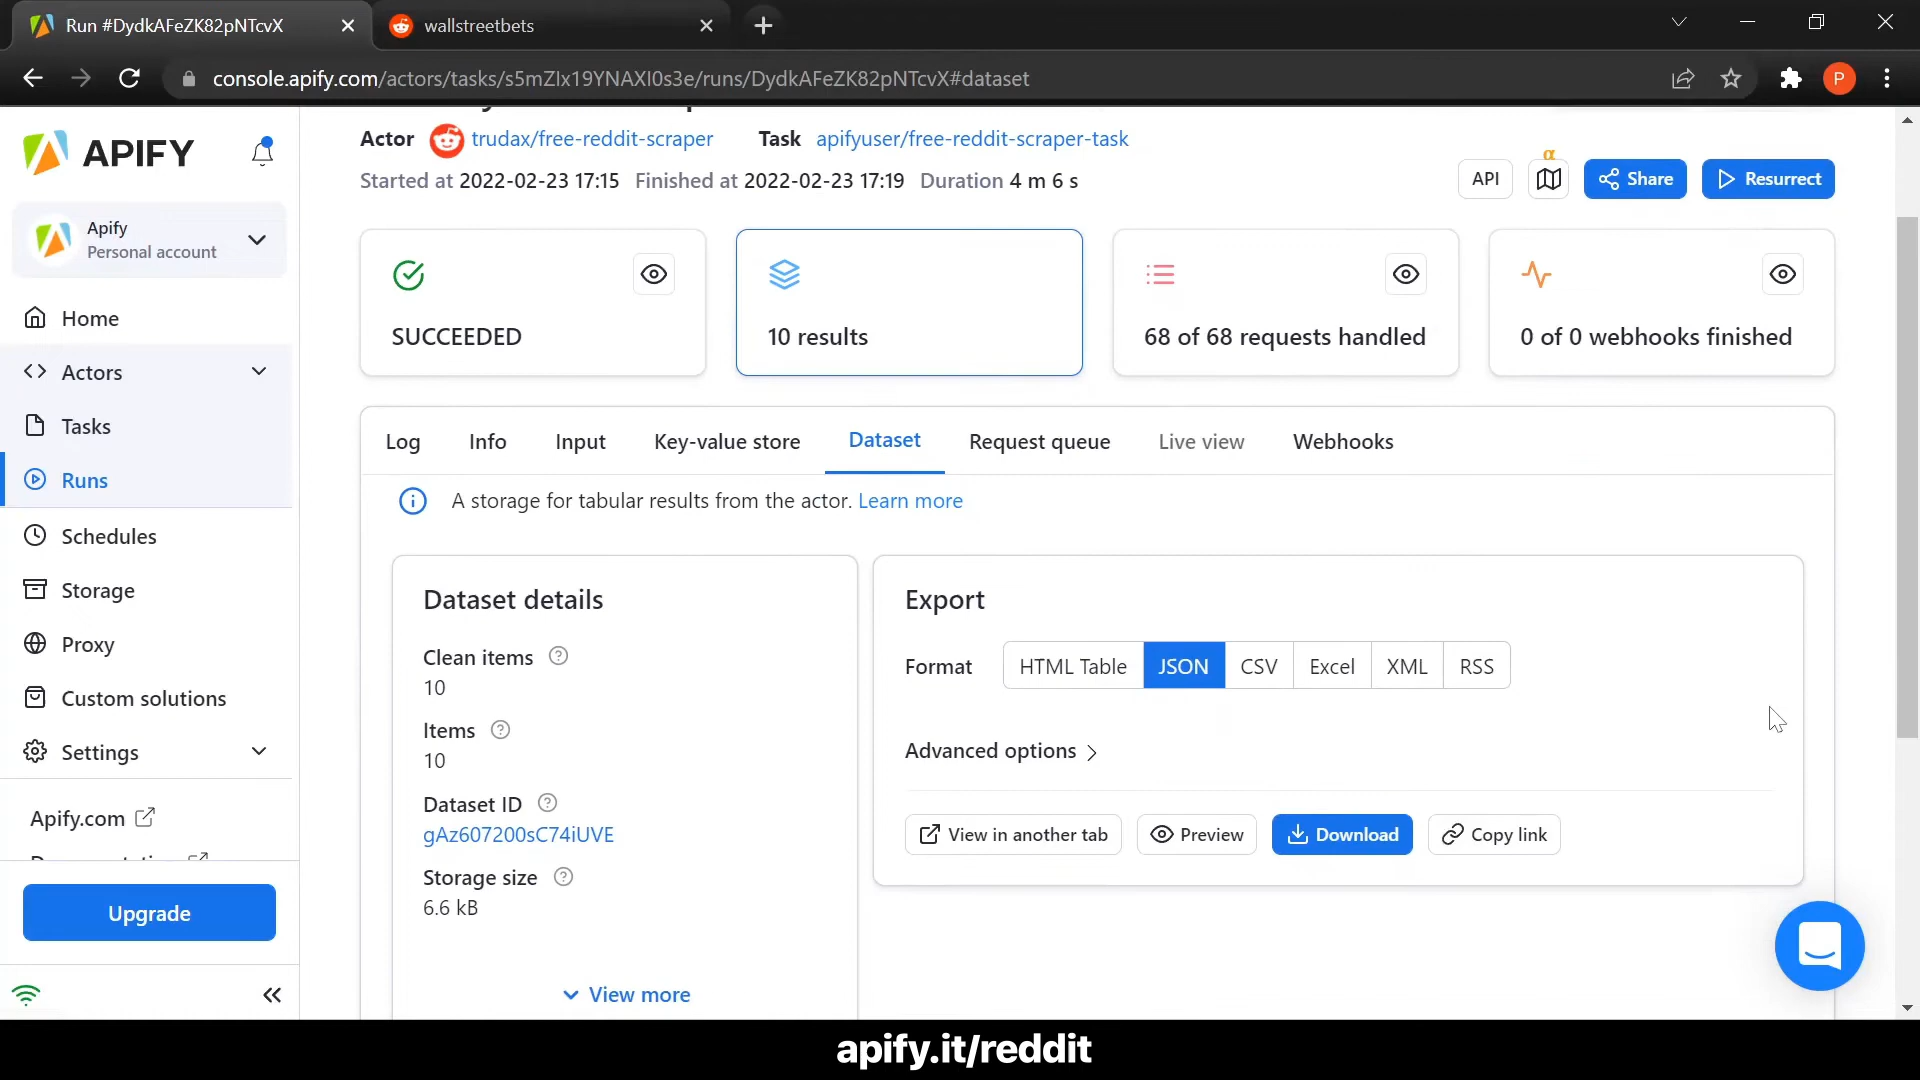 Run #DydkAFeZK82pNTcvX
wallstreetbets
console.apify.com/actors/tasks/s5mZIx19YNAXI0s3e/runs/DydkAFeZK82pNTcvX#dataset
P
APIFY
Apify
Personal account
Home
Actors
Tasks
Runs
Schedules
Storage
Proxy
Custom solutions
Settings
Apify.com
Upgrade
Actor trudax/free-reddit-scraper Task apifyuser/free-reddit-scraper-task
Started at 2022-02-23 17:15 Finished at 2022-02-23 17:19 Duration 4 m 6 s
API
α
Share
Resurrect
SUCCEEDED
10 results
68 of 68 requests handled
0 of 0 webhooks finished
Log Info Input Key-value store Dataset Request queue Live view Webhooks
A storage for tabular results from the actor. Learn more
Dataset details
Clean items
10
Items
10
Dataset ID
gAz607200sC74iUVE
Storage size
6.6 kB
View more
Export
Format HTML Table JSON CSV Excel XML RSS
Advanced options
View in another tab Preview Download Copy link
apify.it/reddit